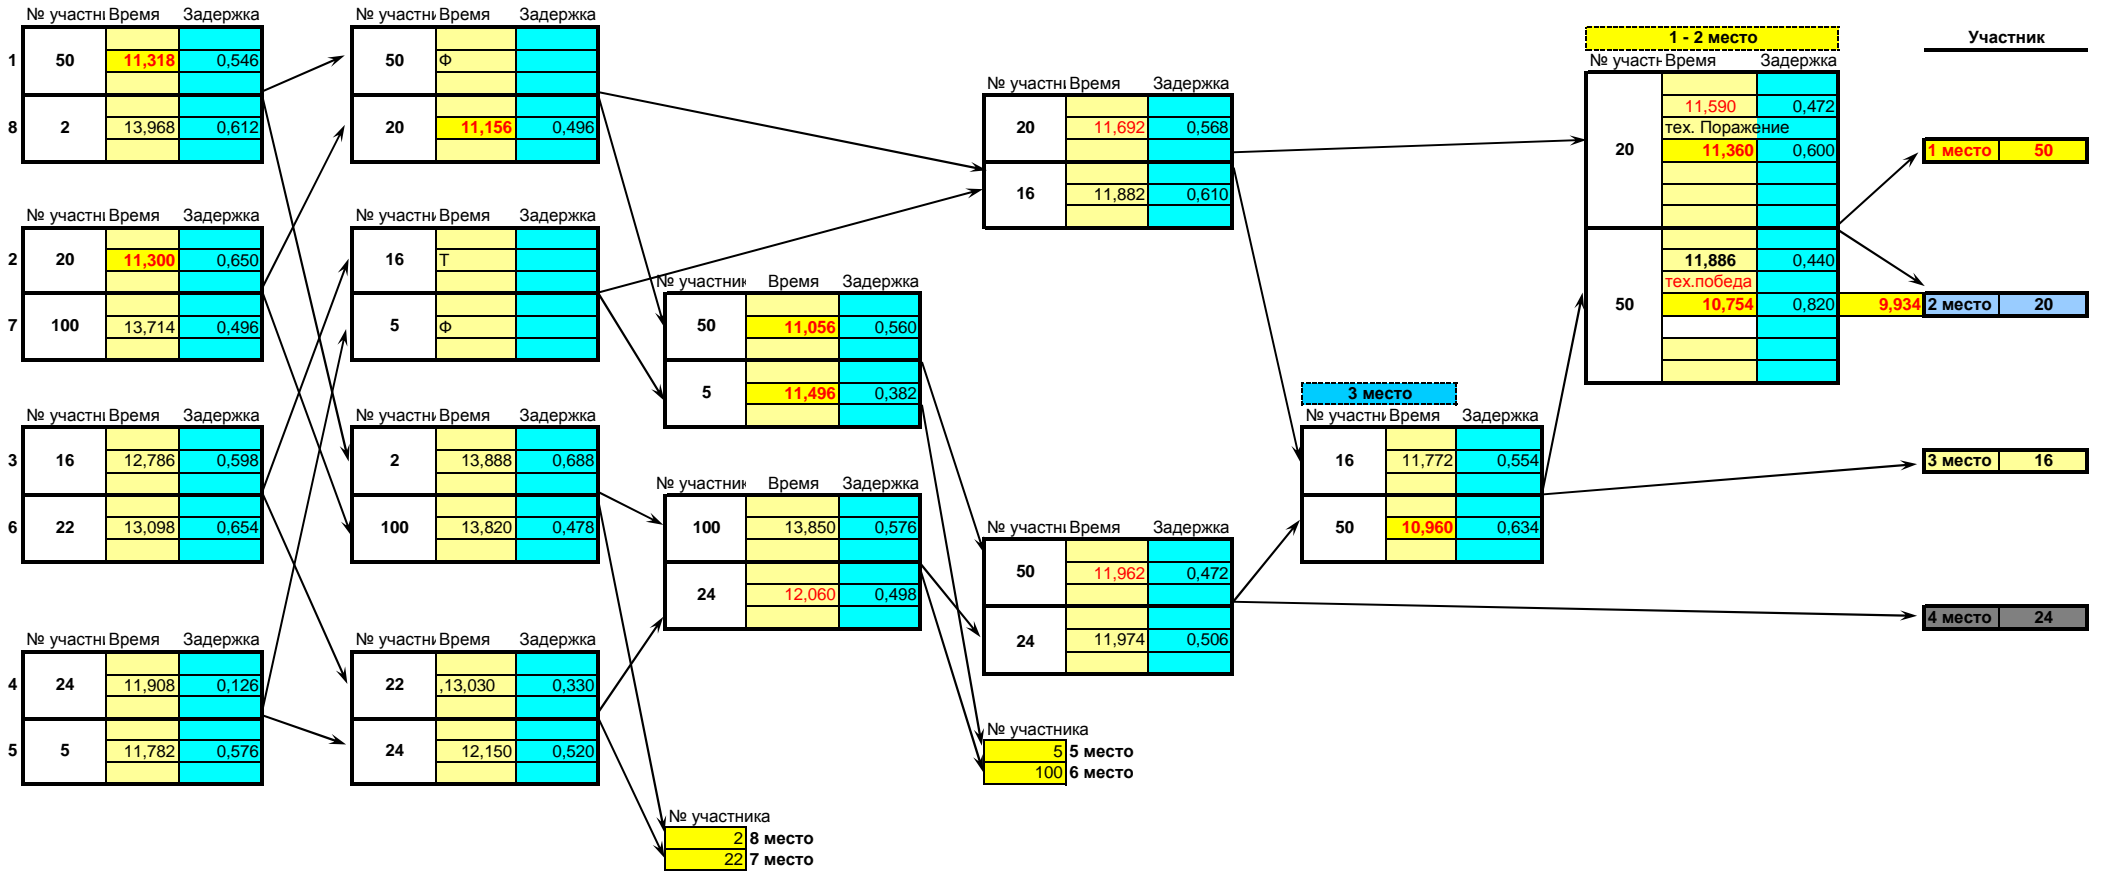 № участні Время Задержка
1 50 11,318 0,546
8 2 13,968 0,612
№ участні Время Задержка
2 20 11,300 0,650
7 100 13,714 0,496
№ участні Время Задержка
3 16 12,786 0,598
6 22 13,098 0,654
№ участні Время Задержка
4 24 11,908 0,126
5 5 11,782 0,576
№ участні Время Задержка
50 Ф
20 11,156 0,496
№ участні Время Задержка
16 Т
5 Ф
№ участні Время Задержка
2 13,888 0,688
100 13,820 0,478
№ участні Время Задержка
22 ,13,030 0,330
24 12,150 0,520
№ участник Время Задержка
50 11,056 0,560
5 11,496 0,382
№ участник Время Задержка
100 13,850 0,576
24 12,060 0,498
№ участника
2 8 место
22 7 место
№ участні Время Задержка
20 11,692 0,568
16 11,882 0,610
№ участні Время Задержка
50 11,962 0,472
24 11,974 0,506
№ участника
5 5 место
100 6 место
3 место
№ участні Время Задержка
16 11,772 0,554
50 10,960 0,634
1 - 2 место
№ участн Время Задержка
11,590 0,472
тех. Поражение
20 11,360 0,600
11,886 0,440
тех.победа
50 10,754 0,820 9,934
Участник
1 место 50
2 место 20
3 место 16
4 место 24